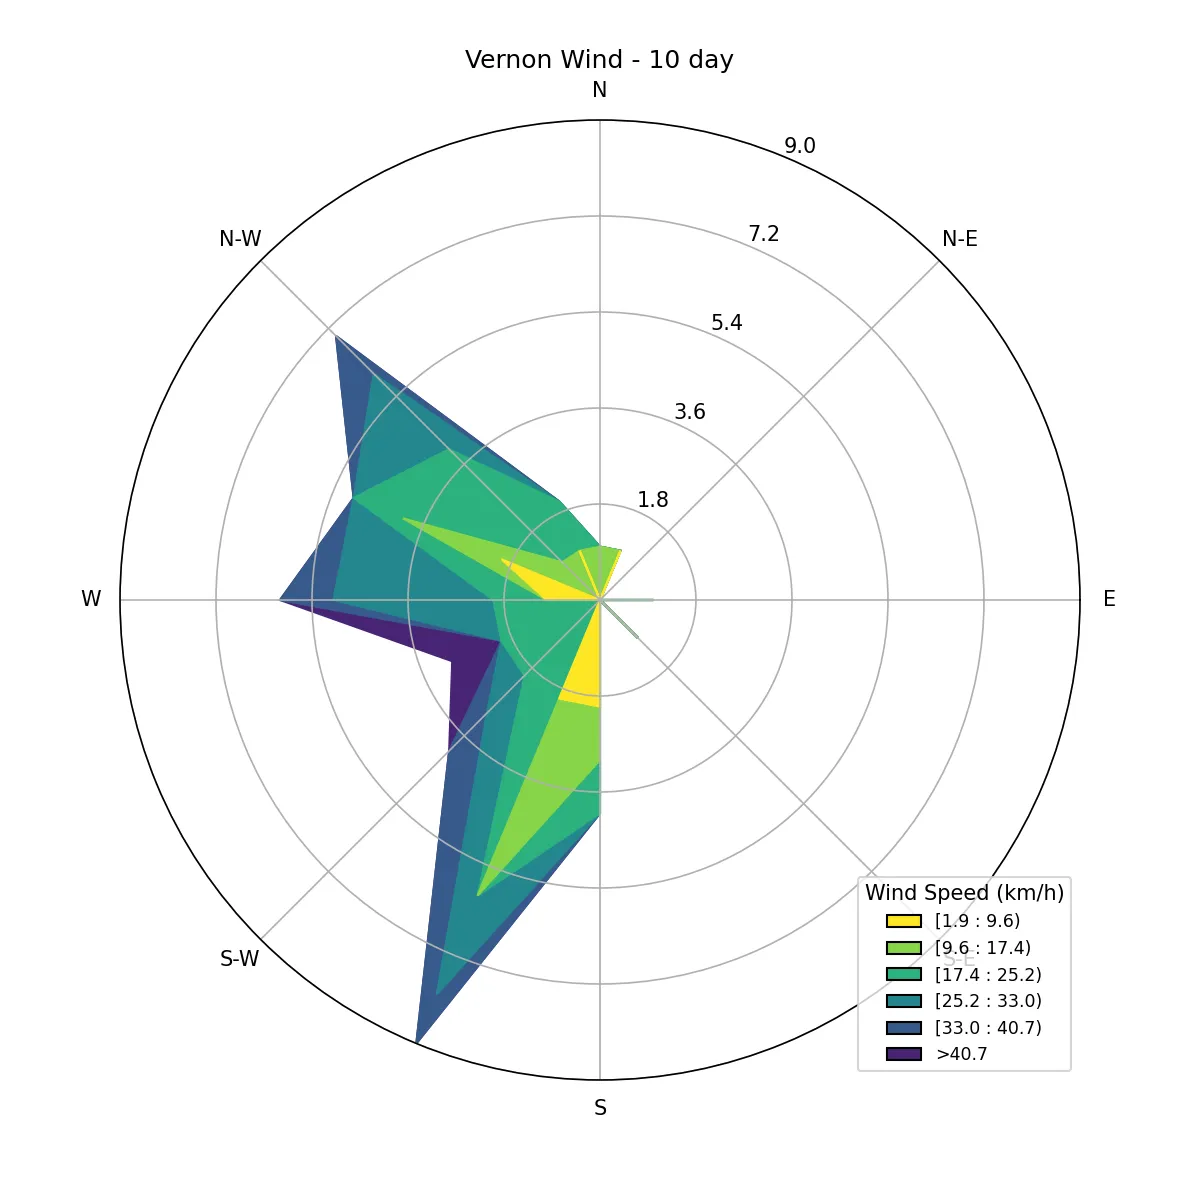 Vernon Wind - 10 day
N
9.0
7.2
N-W
N-E
5.4
3.6
1.8
W
E
Wind Speed (km/h)
[1.9 : 9.6)
[9.6 : 17.4)
S-W
S-E
[17.4 : 25.2)
[25.2 : 33.0)
[33.0 : 40.7)
>40.7
S